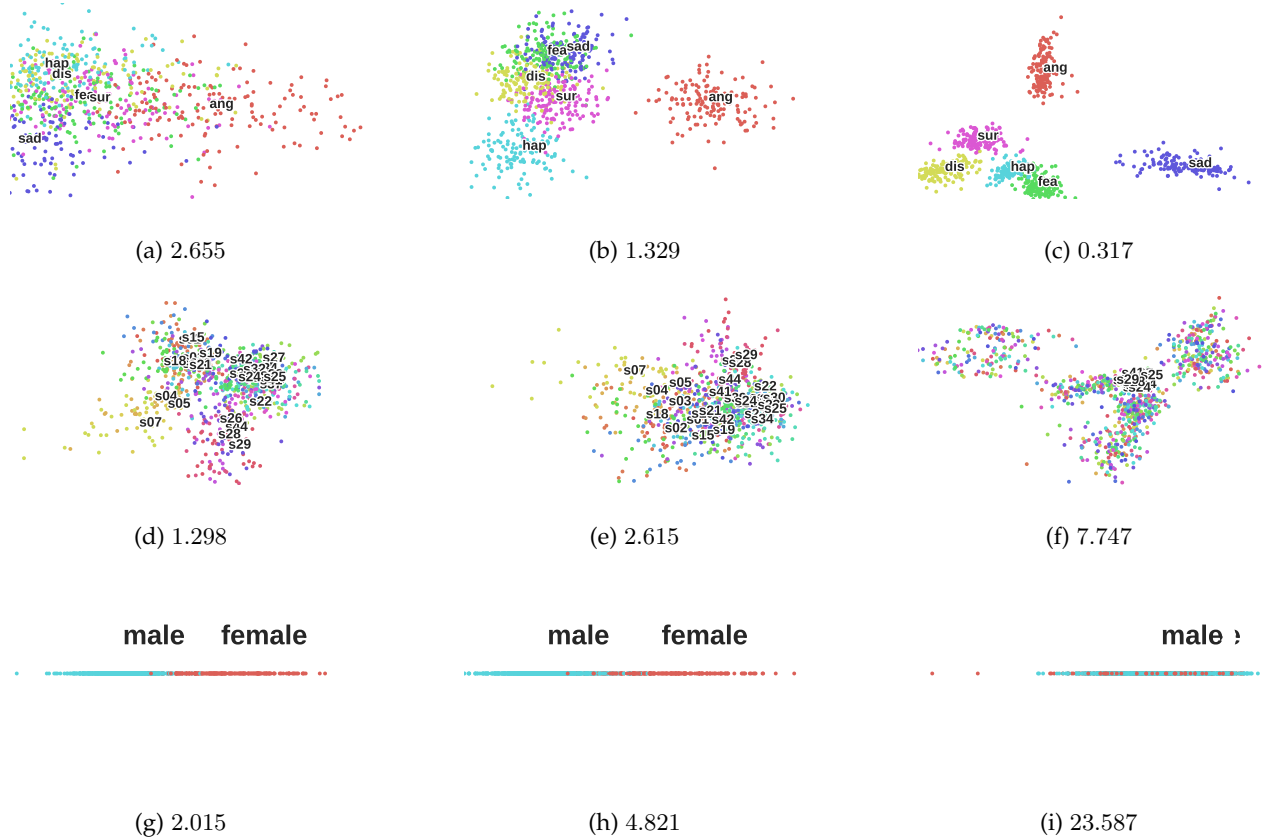 hap
dis
sur
ang
sad
fea
sad
dis
sur
ang
hap
ang
sur
dis
hap
sad
fea
(a) 2.655
(b) 1.329
(c) 0.317
s15
s19
s18
s21
s42
s27
s25
s04
s05
s22
s07
s26
s28
s29
s29
s28
s07
s05
s44
s04
s41
s22
s03
s24
s30
s18
s21
s25
s02
s42
s34
s15
s19
s25
s29
s24
(d) 1.298
(e) 2.615
(f) 7.747
male female
male female
male
(g) 2.015
(h) 4.821
(i) 23.587